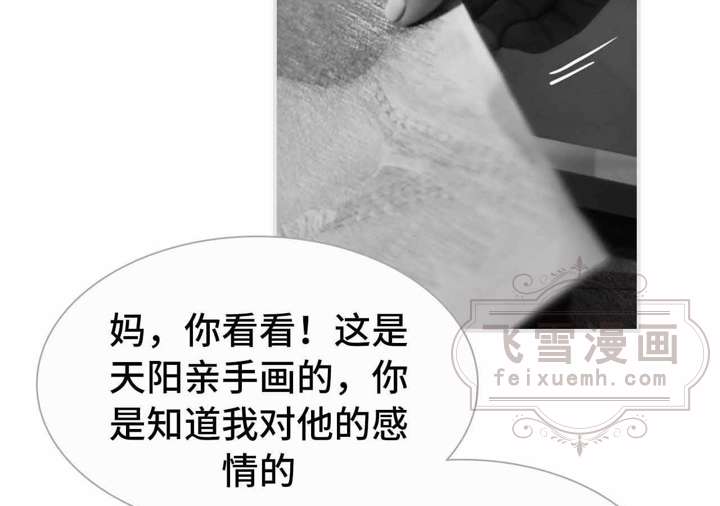 妈，你看看！这是
天阳亲手画的，你
是知道我对他的感
情的
飞雪漫画
feixuemh.com